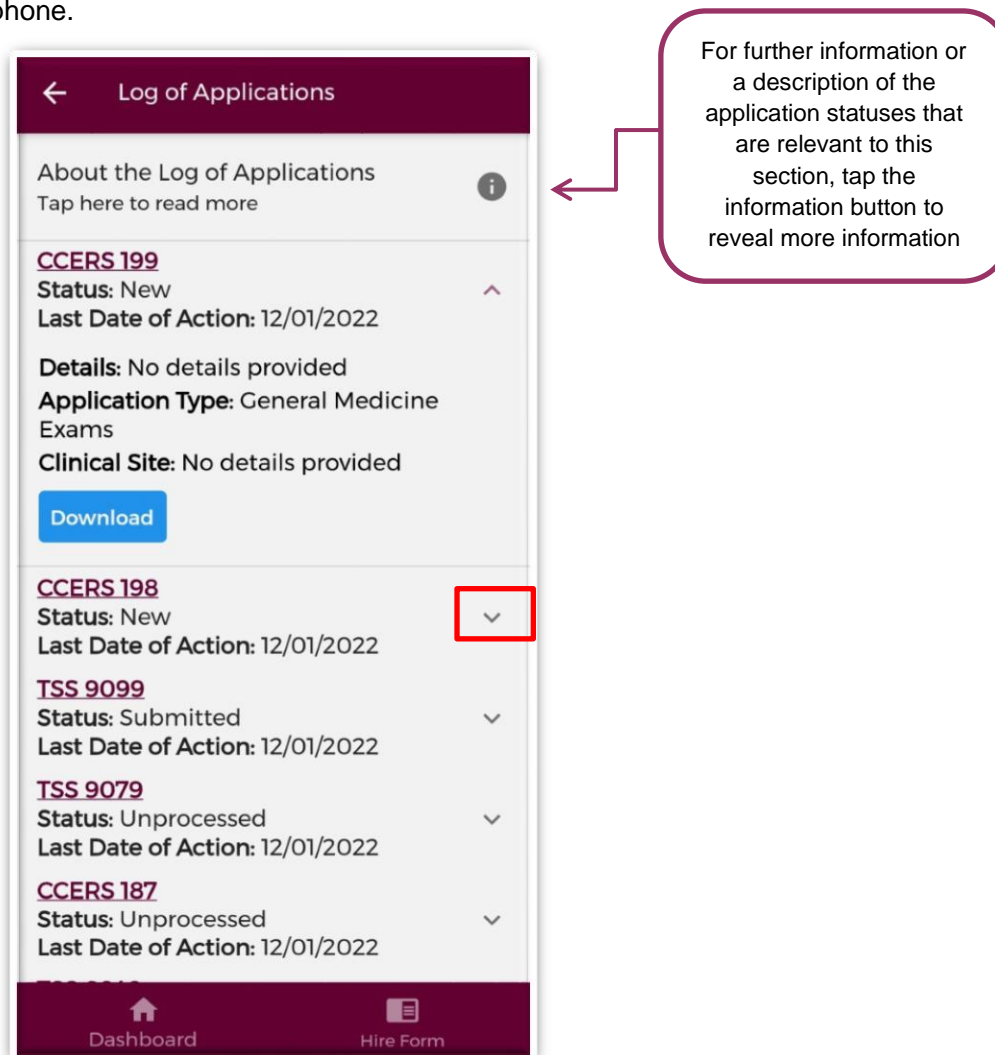 phone.
Log of Applications
About the Log of Applications
Tap here to read more
CCERS 199
Status: New
Last Date of Action: 12/01/2022
Details: No details provided
Application Type: General Medicine
Exams
Clinical Site: No details provided
Download
CCERS 198
Status: New
Last Date of Action: 12/01/2022
TSS 9099
Status: Submitted
Last Date of Action: 12/01/2022
TSS 9079
Status: Unprocessed
Last Date of Action: 12/01/2022
CCERS 187
Status: Unprocessed
Last Date of Action: 12/01/2022
Dashboard
Hire Form
For further information or
a description of the
application statuses that
are relevant to this
section, tap the
information button to
reveal more information